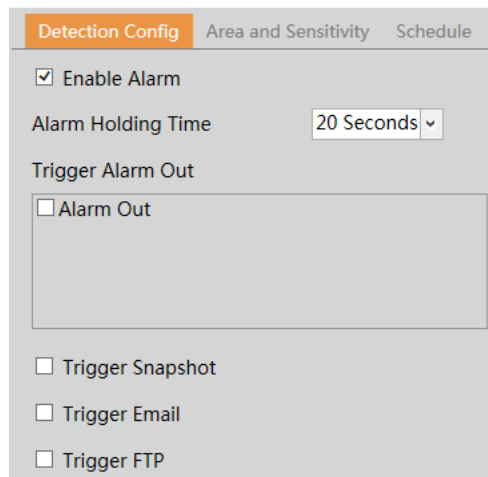 Detection Config Area and Sensitivity Schedule
Enable Alarm
Alarm Holding Time 20 Seconds
Trigger Alarm Out
Alarm Out
Trigger Snapshot
Trigger Email
Trigger FTP